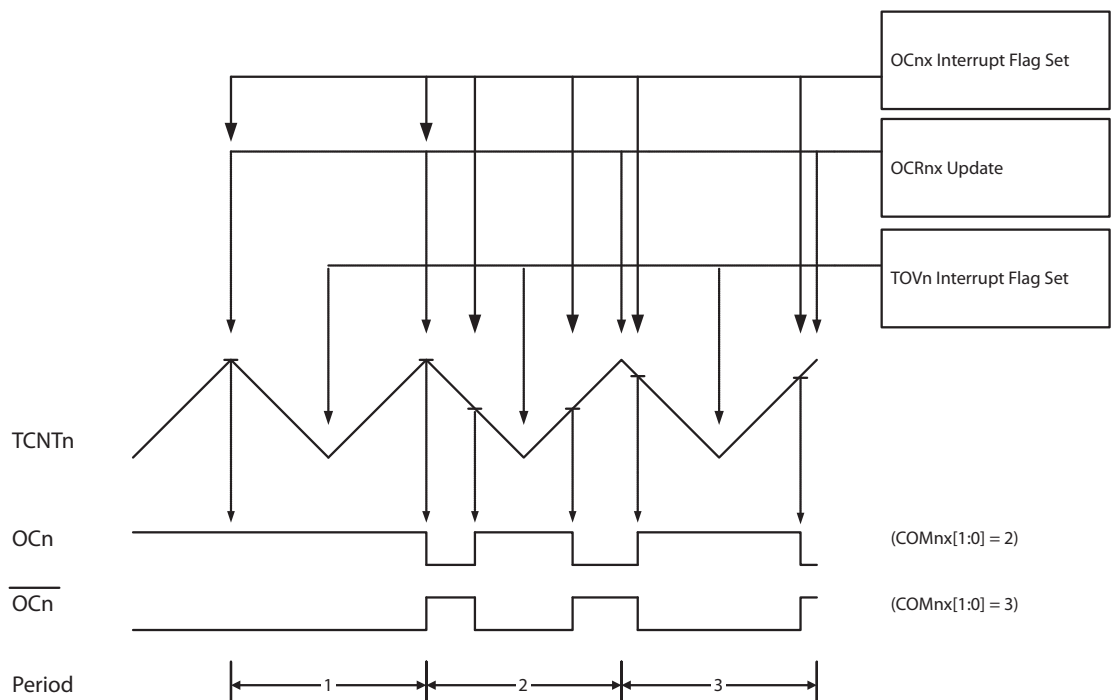 OCnx Interrupt Flag Set
OCRnx Update
TOVn Interrupt Flag Set
TCNTn
OCn
(COMnx[1:0] = 2)
OCn
(COMnx[1:0] = 3)
Period
1
2
3